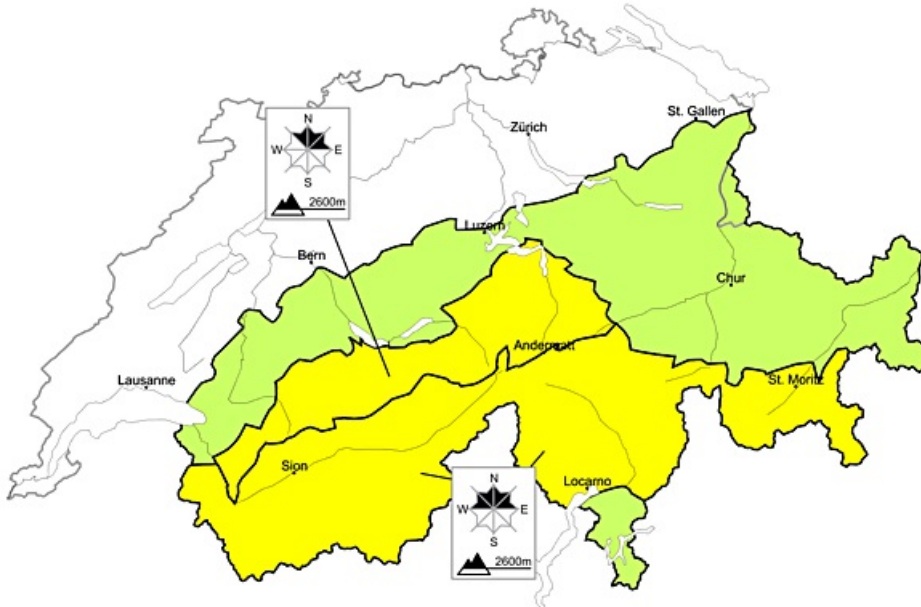 St. Gallen
Zürich
N
W E
S
2600m
Luzern
Bern
Chur
Andermatt
Lausanne
St. Moritz
Sion
Locarno
N
W E
S
2600m